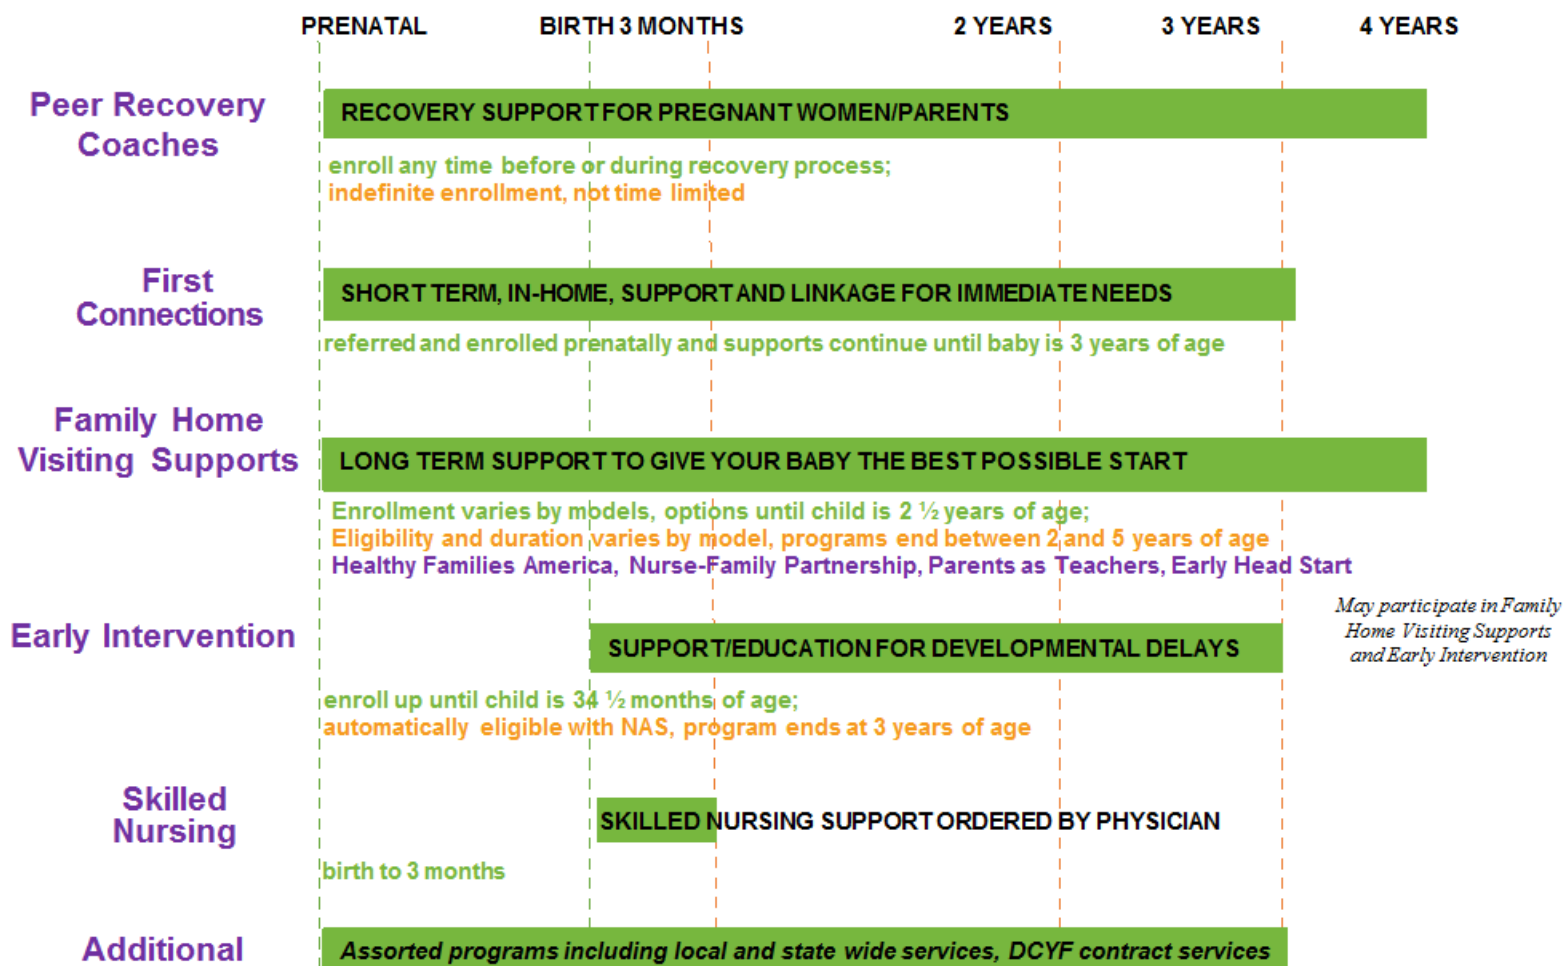 PRENATAL BIRTH 3 MONTHS 2 YEARS 3 YEARS 4 YEARS
Peer Recovery
Coaches
RECOVERY SUPPORT FOR PREGNANT WOMEN/PARENTS
enroll any time before or during recovery process;
indefinite enrollment, not time limited
First
Connections
SHORT TERM, IN-HOME, SUPPORT AND LINKAGE FOR IMMEDIATE NEEDS
referred and enrolled prenatally and supports continue until baby is 3 years of age
Family Home
Visiting Supports
LONG TERM SUPPORT TO GIVE YOUR BABY THE BEST POSSIBLE START
Enrollment varies by models, options until child is 2 ½ years of age;
Eligibility and duration varies by model, programs end between 2 and 5 years of age
Healthy Families America, Nurse-Family Partnership, Parents as Teachers, Early Head Start
May participate in Family
Home Visiting Supports
and Early Intervention
Early Intervention
SUPPORT/EDUCATION FOR DEVELOPMENTAL DELAYS
enroll up until child is 34 ½ months of age;
automatically eligible with NAS, program ends at 3 years of age
Skilled
Nursing
SKILLED NURSING SUPPORT ORDERED BY PHYSICIAN
birth to 3 months
Additional
Assorted programs including local and state wide services, DCYF contract services